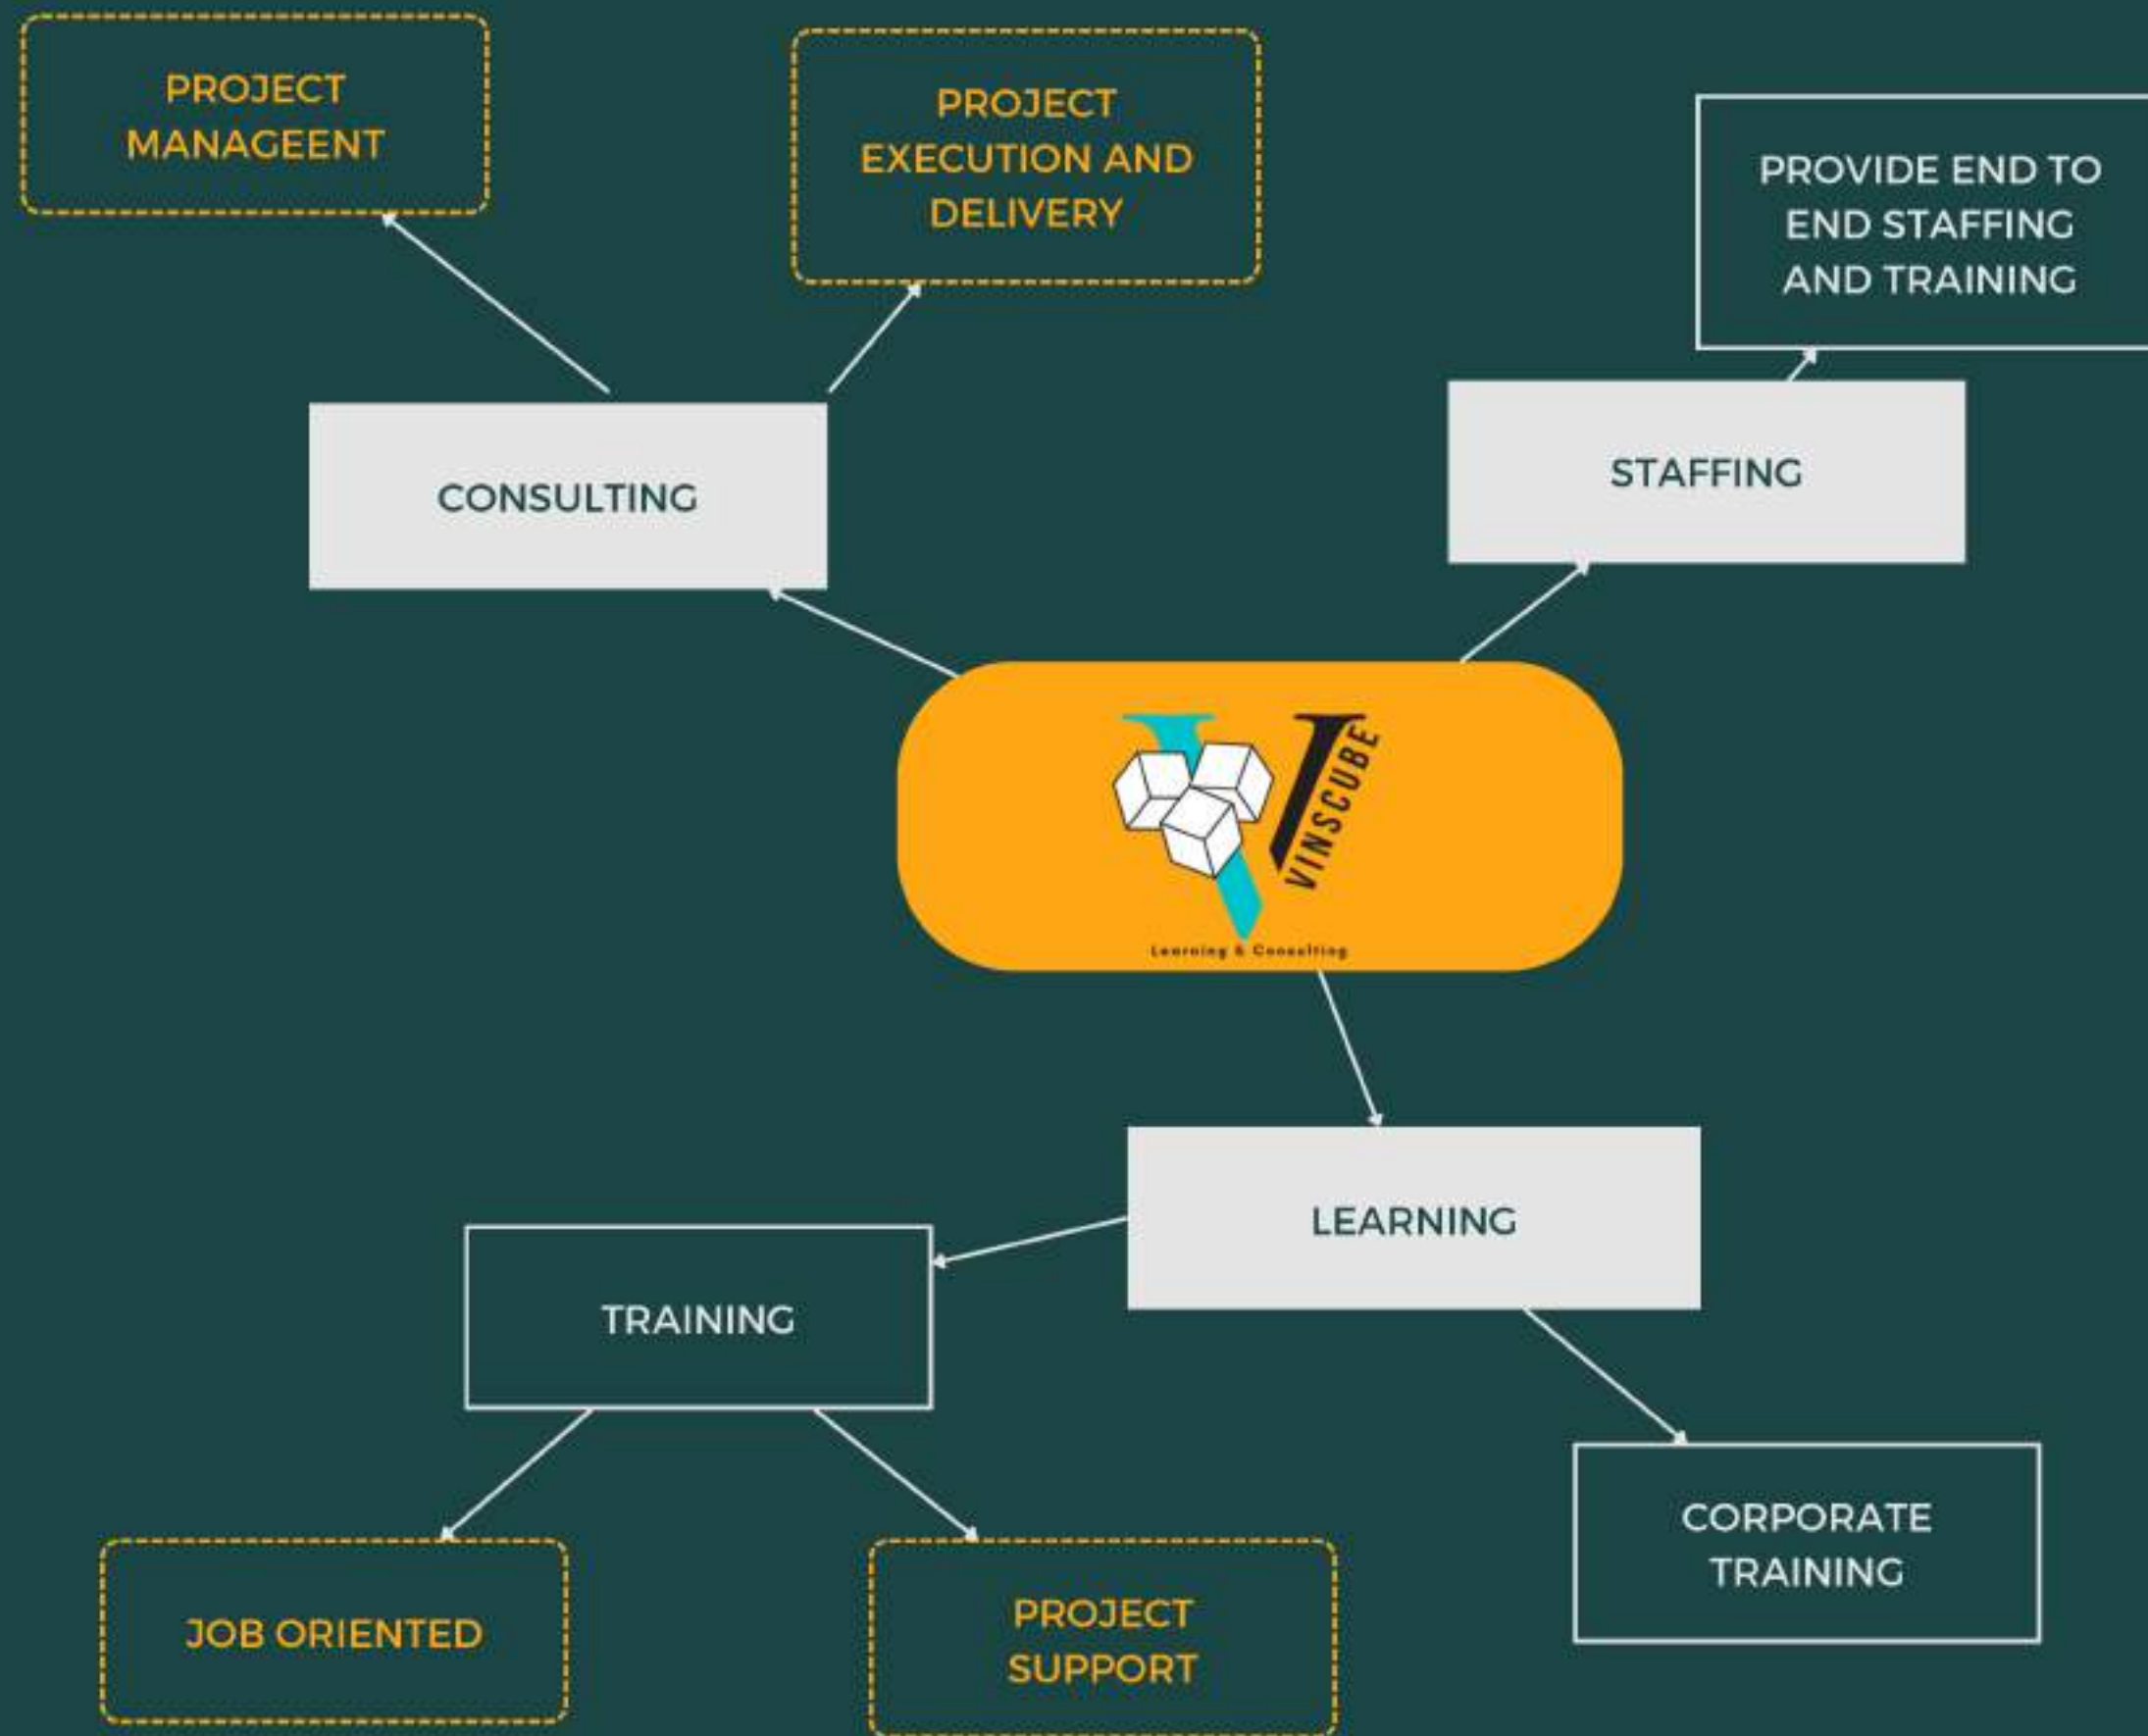 PROJECT
MANAGEENT
PROJECT
EXECUTION AND
DELIVERY
PROVIDE END TO
END STAFFING
AND TRAINING
CONSULTING
STAFFING
VINSCUBE
Learning & Consulting
LEARNING
TRAINING
CORPORATE
TRAINING
JOB ORIENTED
PROJECT
SUPPORT